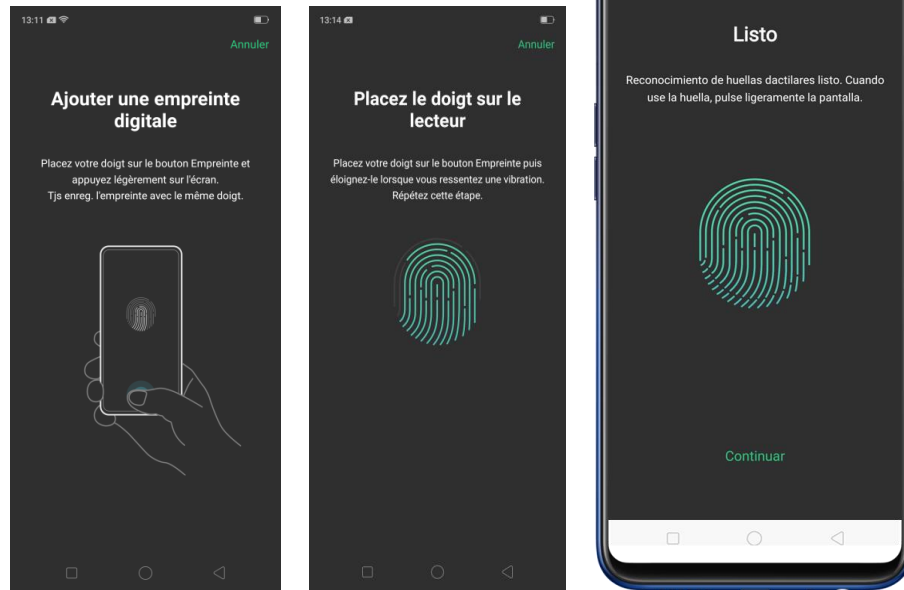 13:11
Annuler
Ajouter une empreinte
digitale
Placez votre doigt sur le bouton Empreinte et
appuyez légèrement sur l'écran.
Tjs enreg. l'empreinte avec le même doigt.
13:14
Annuler
Placez le doigt sur le
lecteur
Placez votre doigt sur le bouton Empreinte puis
éloignez-le lorsque vous ressentez une vibration.
Répétez cette étape.
Listo
Reconocimiento de huellas dactilares listo. Cuando
use la huella, pulse ligeramente la pantalla.
Continuar